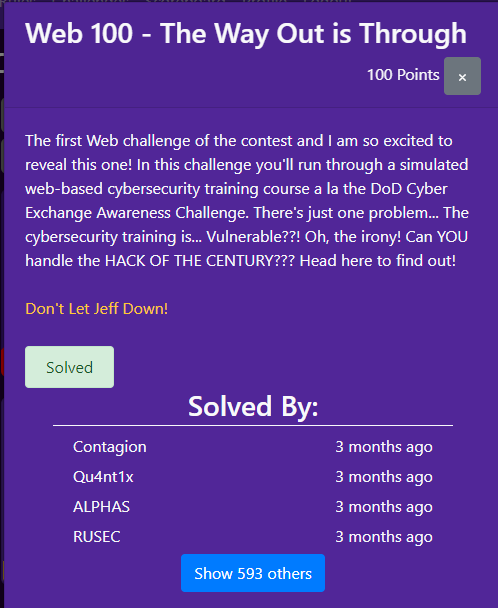 Web 100 - The Way Out is Through
100 Points ×
The first Web challenge of the contest and I am so excited to
reveal this one! In this challenge you'll run through a simulated
web-based cybersecurity training course a la the DoD Cyber
Exchange Awareness Challenge. There's just one problem... The
cybersecurity training is... Vulnerable??! Oh, the irony! Can YOU
handle the HACK OF THE CENTURY??? Head here to find out!
Don't Let Jeff Down!
Solved
Solved By:
Contagion 3 months ago
Qu4nt1x 3 months ago
ALPHAS 3 months ago
RUSEC 3 months ago
Show 593 others